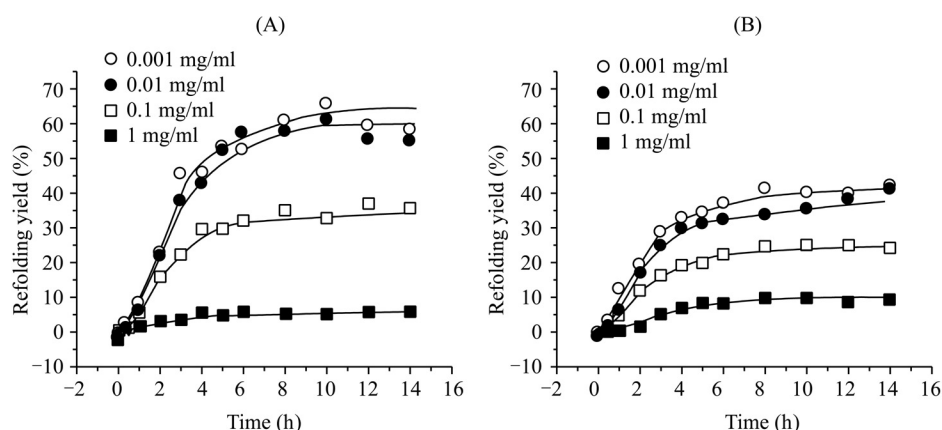 (A)
0.001 mg/ml
0.01 mg/ml
0.1 mg/ml
1 mg/ml
Refolding yield (%)
70
60
50
40
30
20
10
0
−10
−2 0 2 4 6 8 10 12 14 16
Time (h)
(B)
0.001 mg/ml
0.01 mg/ml
0.1 mg/ml
1 mg/ml
Refolding yield (%)
70
60
50
40
30
20
10
0
−10
−2 0 2 4 6 8 10 12 14 16
Time (h)